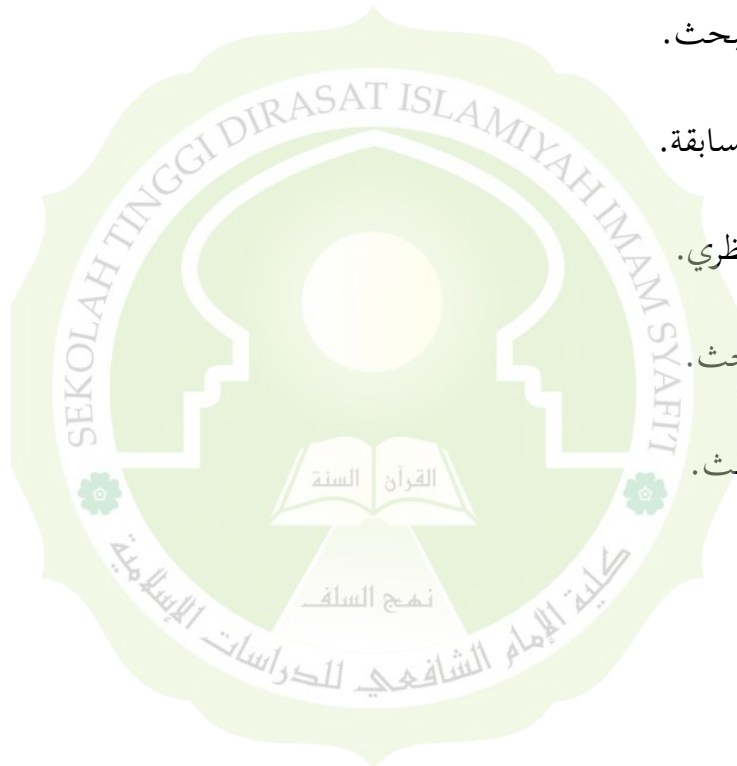 بحث.
SEKOLAH TINGGI DIRASAT ISLAMIYAH IMAM SYAFI'I
سابقة.
ظري.
حث.
القرآن السنة
ـث.
نهج السلف
كلية الإمام الشافعي للدراسات الإسلامية